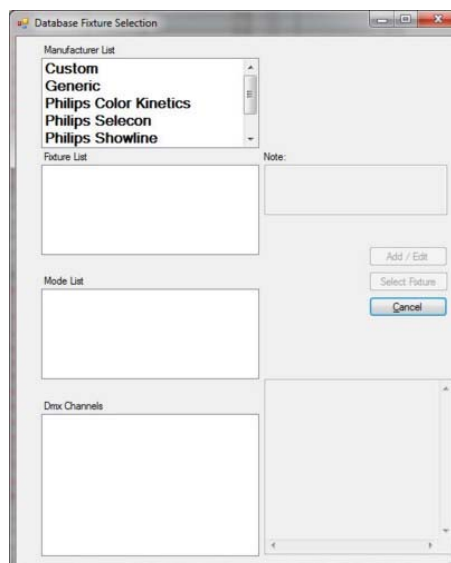 Database Fixture Selection
Manufacturer List
Custom
Generic
Philips Color Kinetics
Philips Selecon
Philips Showline
Fixture List
Note:
Add / Edit
Select Fixture
Mode List
Cancel
Dmx Channels